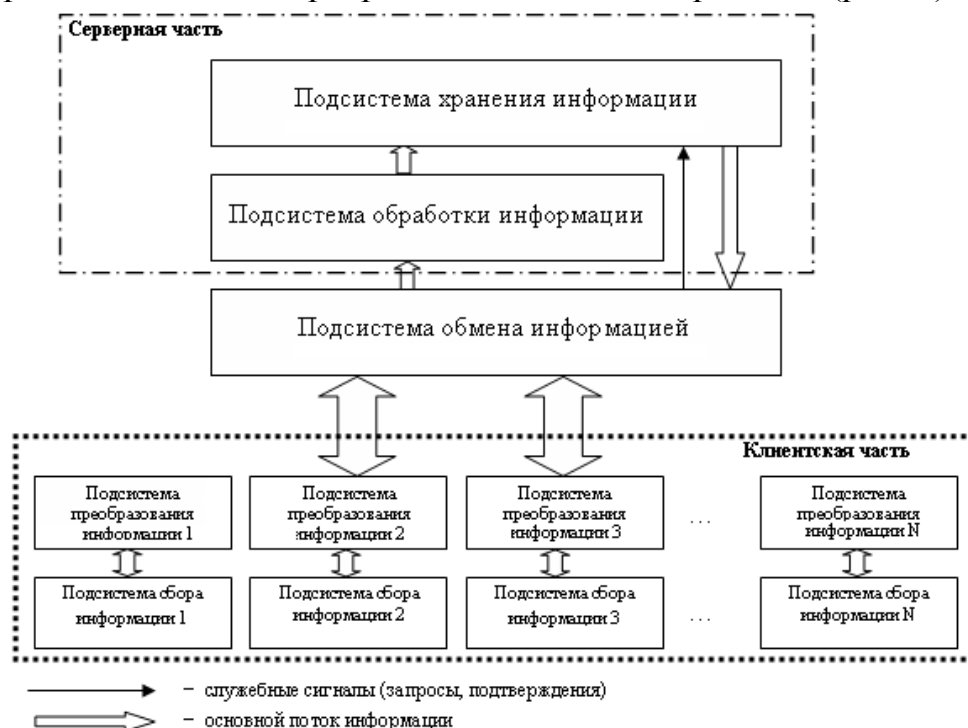 Серверная часть
Подсистема хранения информации
Подсистема обработки информации
Подсистема обмена информацией
Клиентская часть
Подсистема
преобразования
информации 1
Подсистема
преобразования
информации 2
Подсистема
преобразования
информации 3
...
Подсистема
преобразования
информации N
Подсистема сбора
информации 1
Подсистема сбора
информации 2
Подсистема сбора
информации 3
...
Подсистема сбора
информации N
– служебные сигналы (запросы, подтверждения)
– основной поток информации